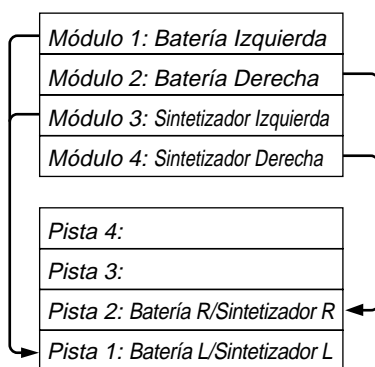 Módulo 1: Batería Izquierda
Módulo 2: Batería Derecha
Módulo 3: Sintetizador Izquierda
Módulo 4: Sintetizador Derecha
Pista 4:
Pista 3:
Pista 2: Batería R/Sintetizador R
Pista 1: Batería L/Sintetizador L